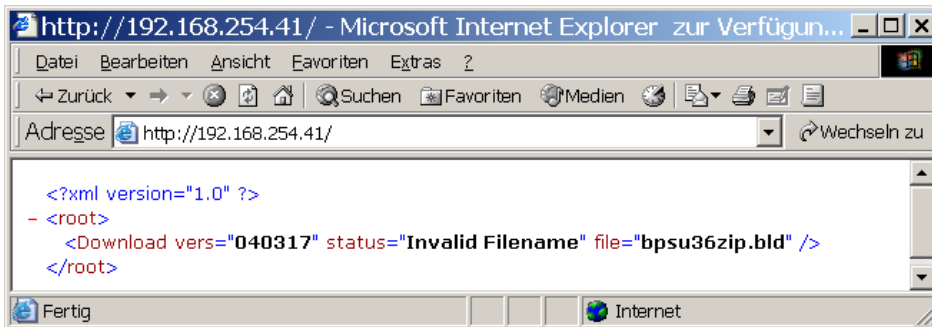 http://192.168.254.41/ - Microsoft Internet Explorer zur Verfügun...
Datei Bearbeiten Ansicht Favoriten Extras ?
Zurück Suchen Favoriten Medien
Adresse http://192.168.254.41/ Wechseln zu
<?xml version="1.0" ?>
- <root>
<Download vers="040317" status="Invalid Filename" file="bpsu36zip.bld" />
</root>
Fertig Internet